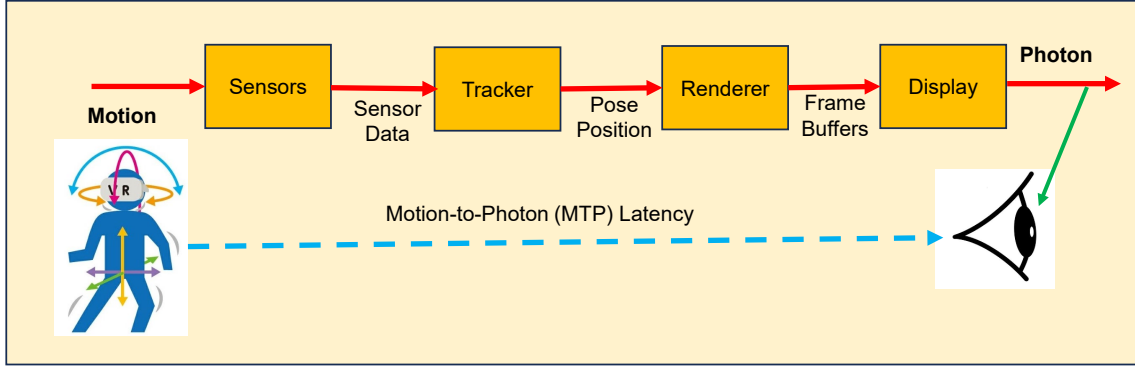 Motion
Sensors
Sensor
Data
Tracker
Pose
Position
Renderer
Frame
Buffers
Display
Photon
VR
Motion-to-Photon (MTP) Latency